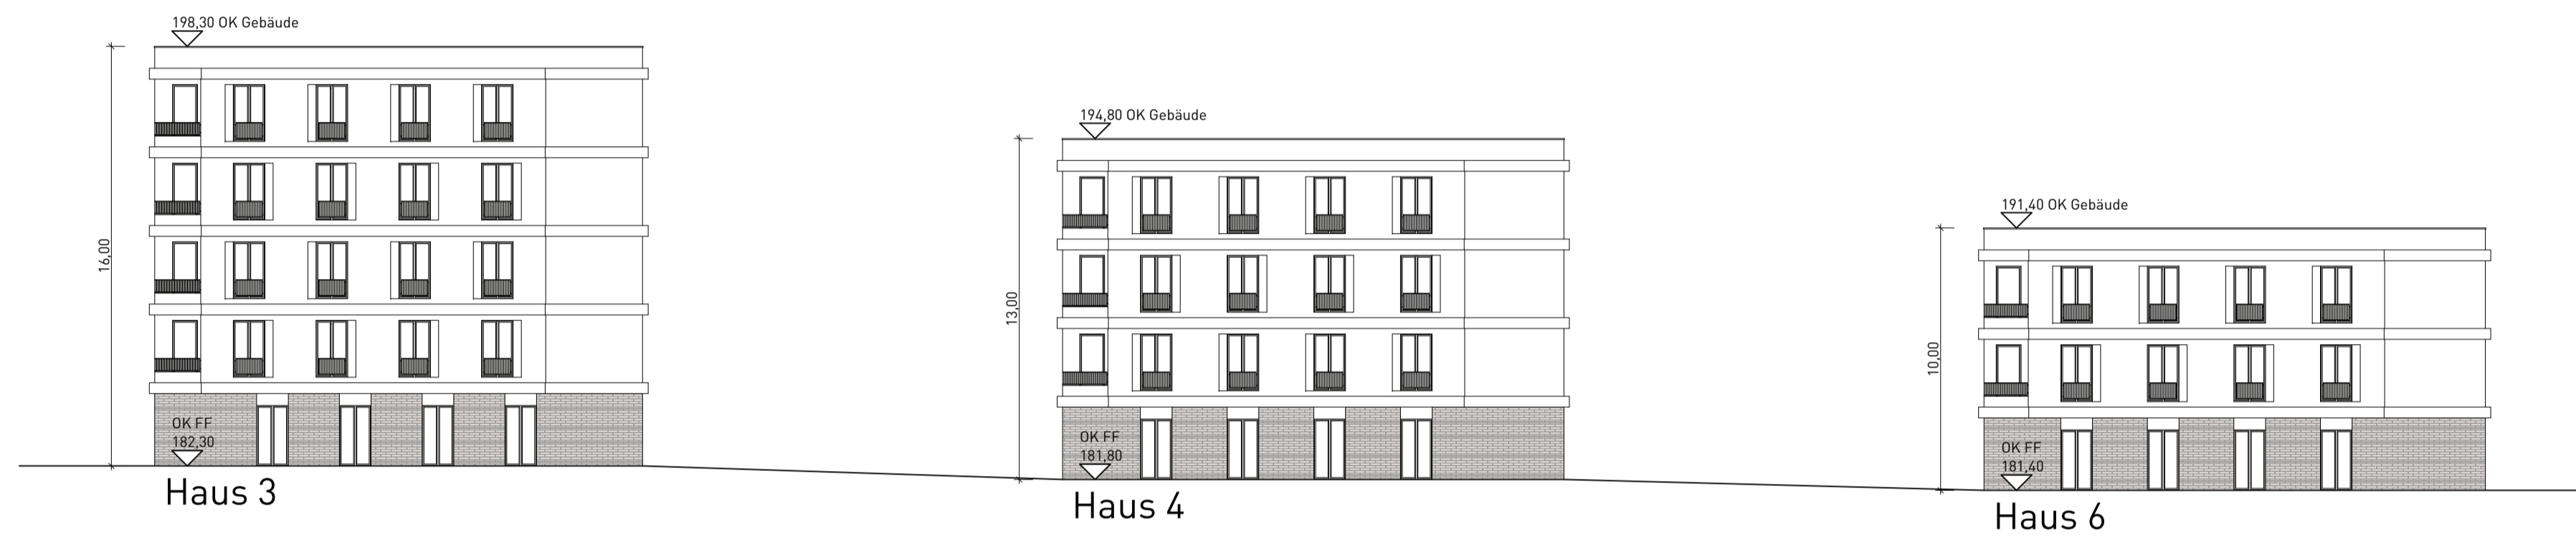 198,30 OK Gebäude
16,00
OK FF
182,30
Haus 3
194,80 OK Gebäude
13,00
OK FF
181,80
Haus 4
191,40 OK Gebäude
10,00
OK FF
181,40
Haus 6